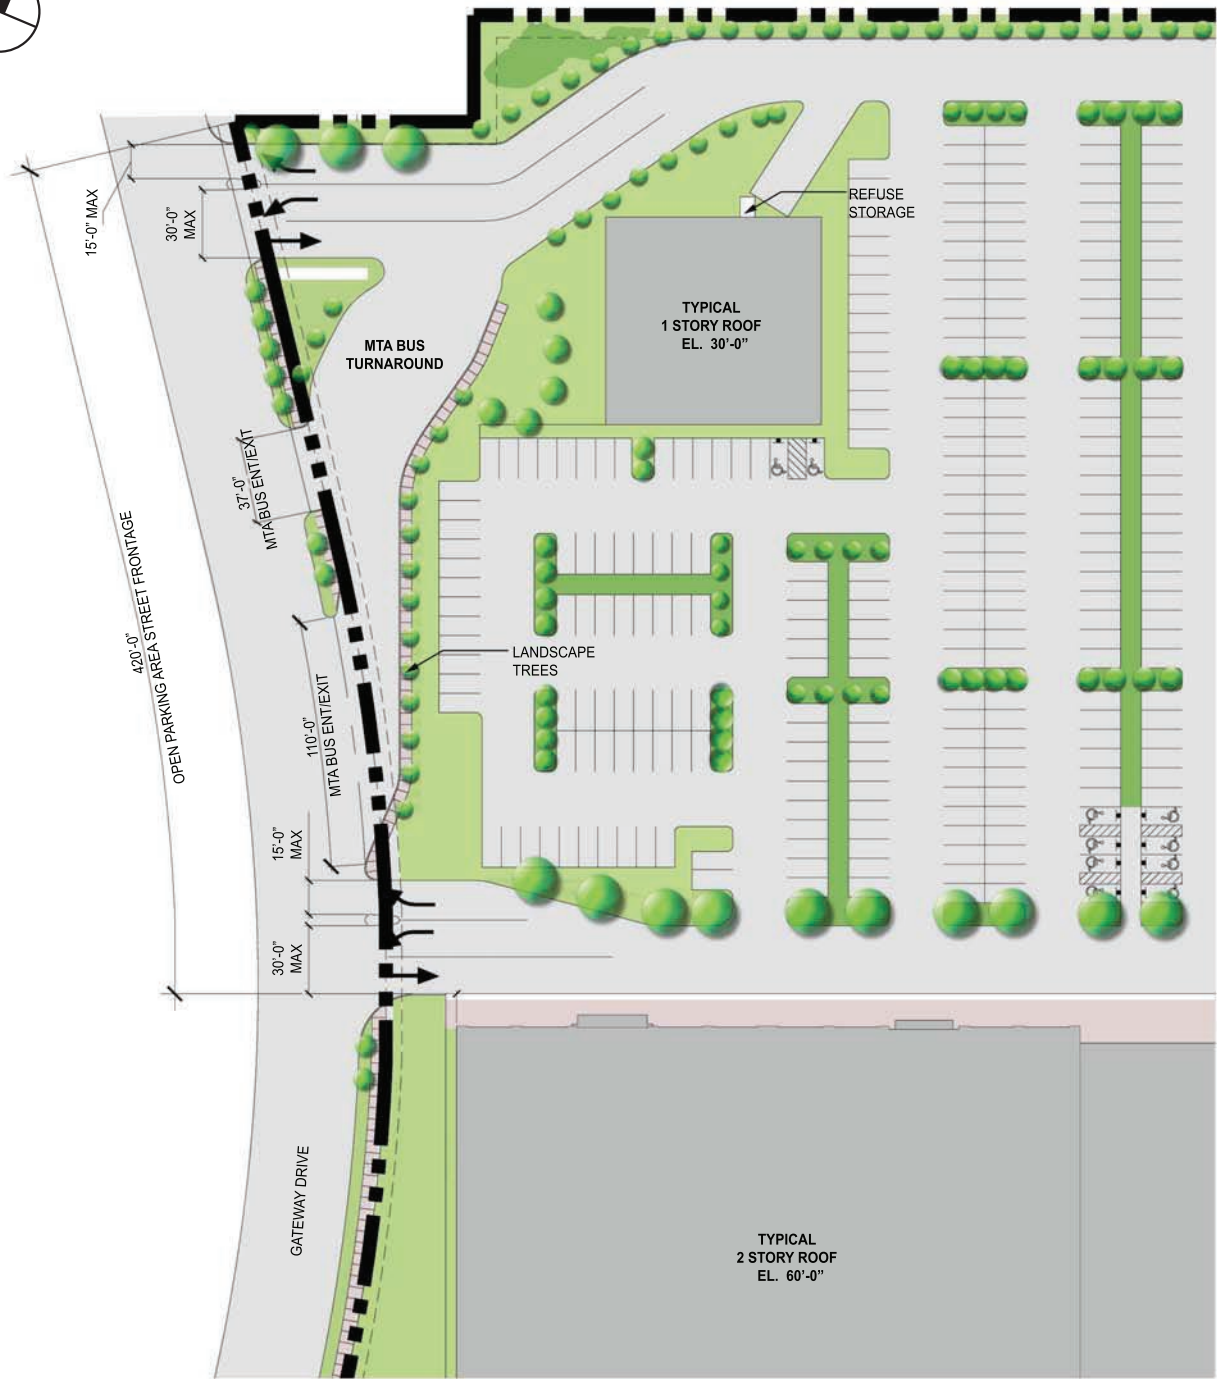 15'-0" MAX
30'-0"
MAX
REFUSE
STORAGE
TYPICAL
1 STORY ROOF
EL. 30'-0"
MTA BUS
TURNAROUND
37'-0"
MTA BUS ENT/EXIT
420'-0"
OPEN PARKING AREA STREET FRONTAGE
LANDSCAPE
TREES
110'-0"
MTA BUS ENT/EXIT
15'-0"
MAX
30'-0"
MAX
GATEWAY DRIVE
TYPICAL
2 STORY ROOF
EL. 60'-0"